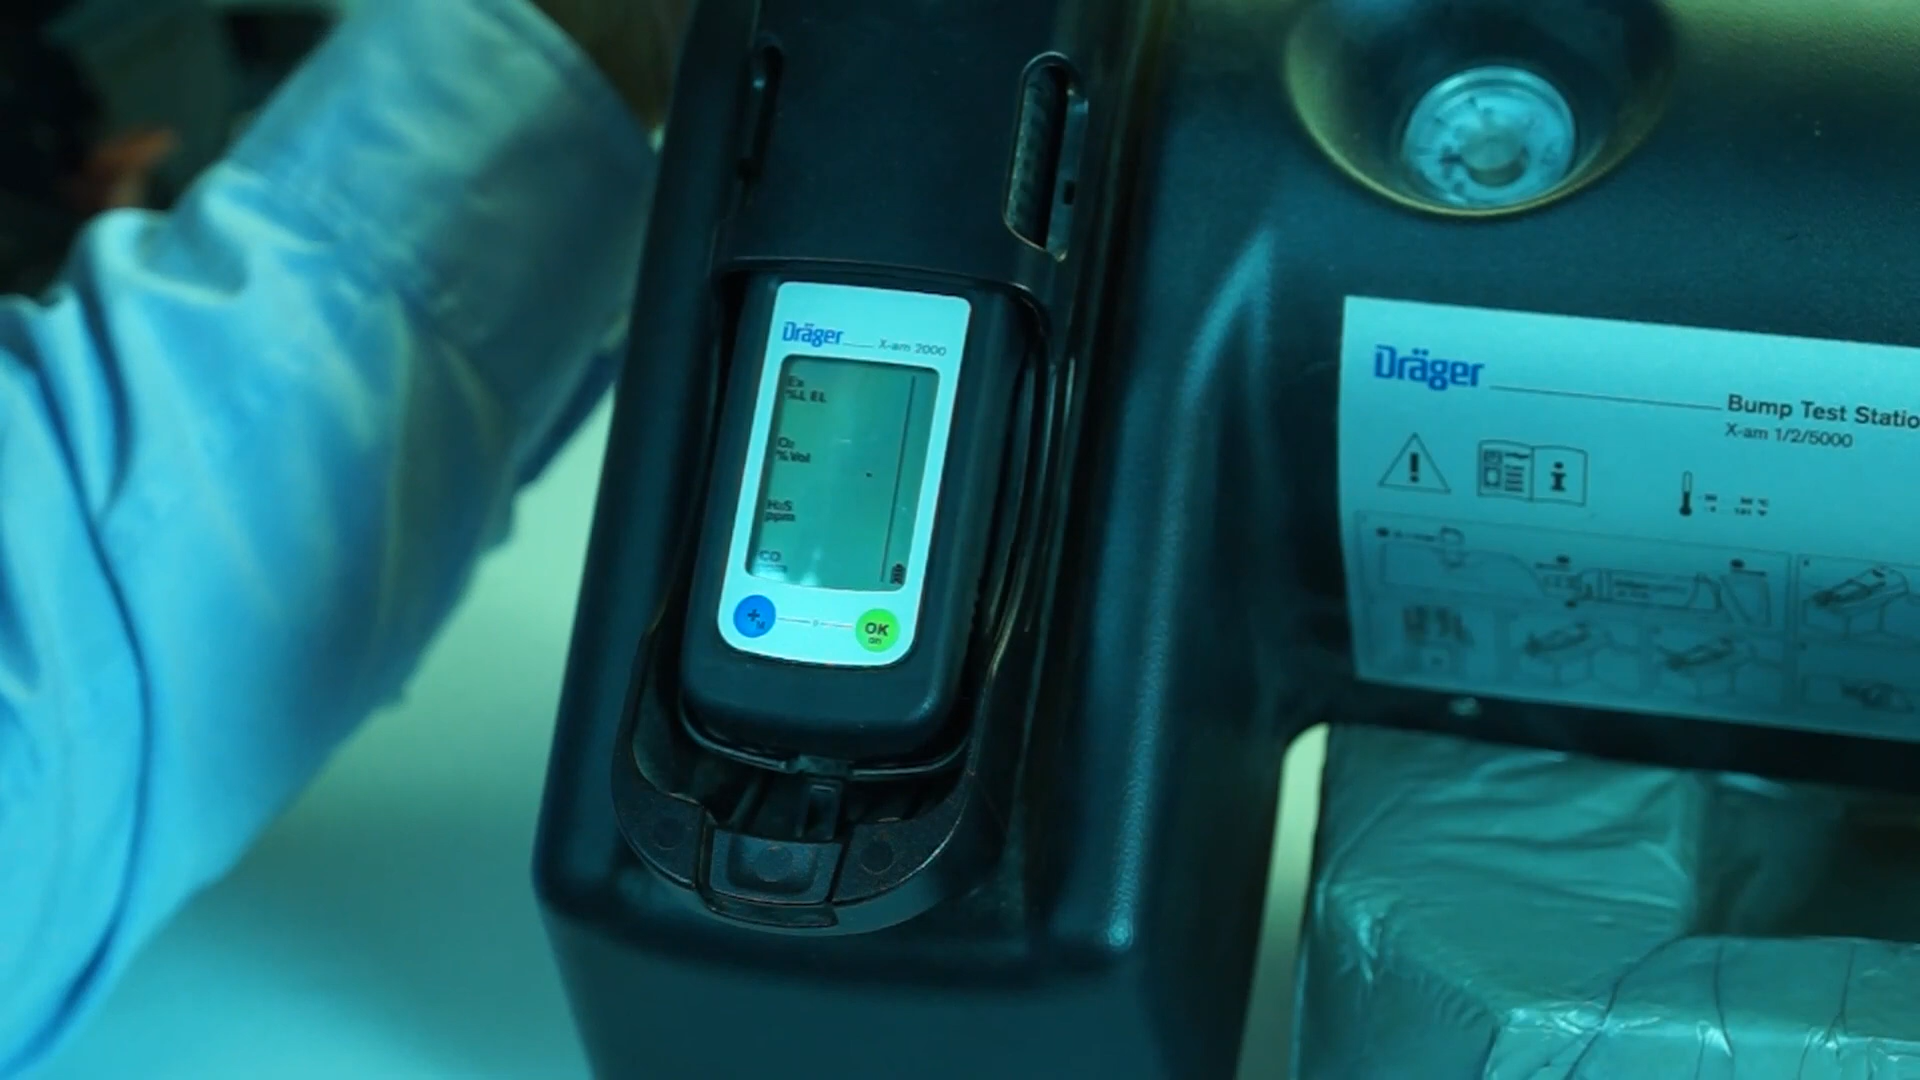 Dräger
X-am 2000
Ex
%LEL
O₂
%Vol
H₂S
ppm
CO
+
OK
on
Dräger
Bump Test Statio
X-am 1/2/5000